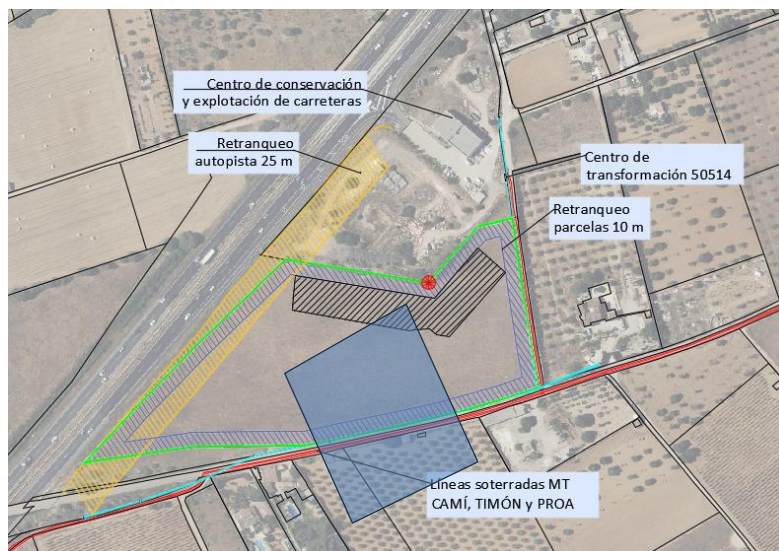 Centro de conservación
y explotación de carreteras
Retranqueo
autopista 25 m
Centro de
transformación 50514
Retranqueo
parcelas 10 m
Líneas soterradas MT
CAMÍ, TIMÓN y PROA